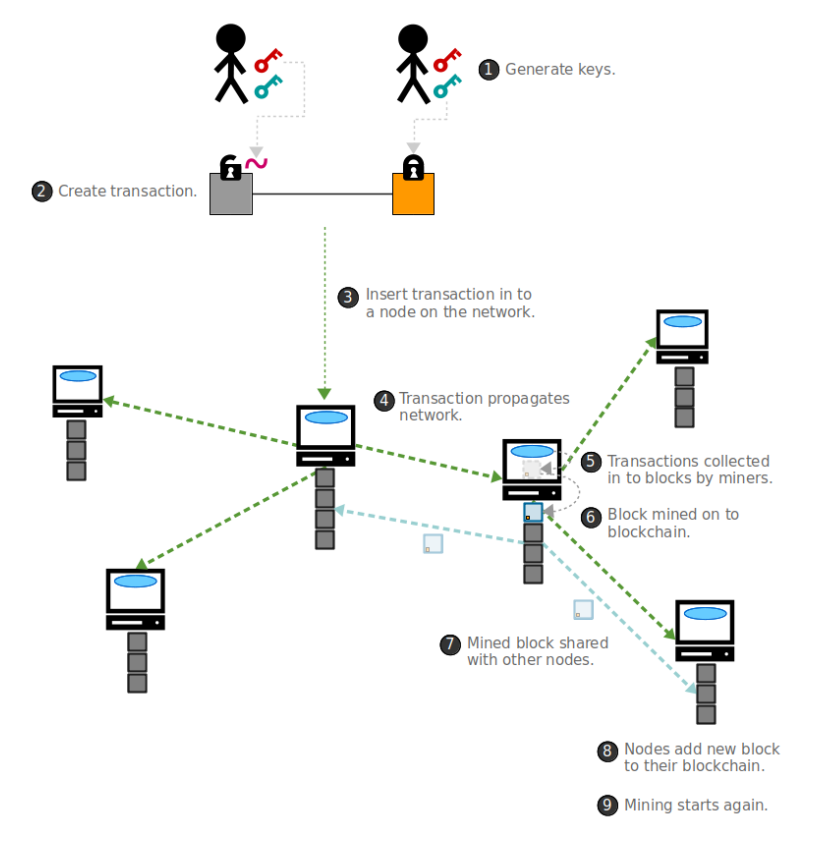 1 Generate keys.
2 Create transaction.
3 Insert transaction in to
a node on the network.
4 Transaction propagates
network.
5 Transactions collected
in to blocks by miners.
6 Block mined on to
blockchain.
7 Mined block shared
with other nodes.
8 Nodes add new block
to their blockchain.
9 Mining starts again.